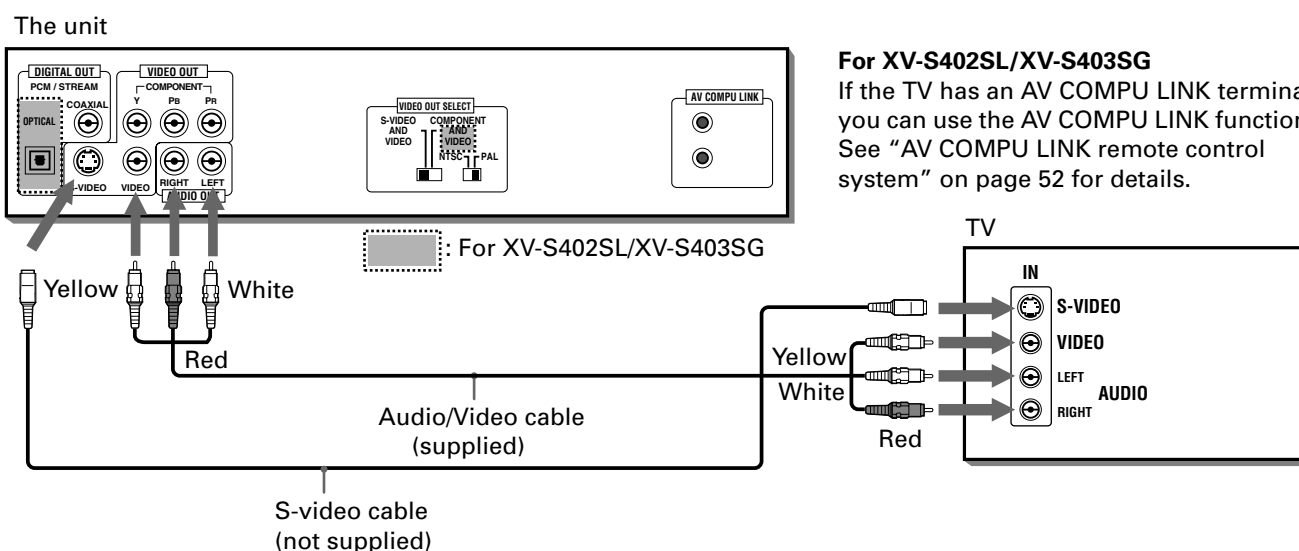 The unit
DIGITAL OUT
PCM / STREAM
COAXIAL
OPTICAL
VIDEO OUT
COMPONENT
Y PB PR
S-VIDEO
VIDEO
RIGHT LEFT
AUDIO OUT
VIDEO OUT SELECT
S-VIDEO
AND
VIDEO
COMPONENT
AND
VIDEO
NTSC PAL
AV COMPU LINK
For XV-S402SL/XV-S403SG
If the TV has an AV COMPU LINK termina
you can use the AV COMPU LINK function
See “AV COMPU LINK remote control
system” on page 52 for details.
: For XV-S402SL/XV-S403SG
Yellow
White
Red
Audio/Video cable
(supplied)
S-video cable
(not supplied)
TV
IN
S-VIDEO
VIDEO
LEFT
AUDIO
RIGHT
Yellow
White
Red